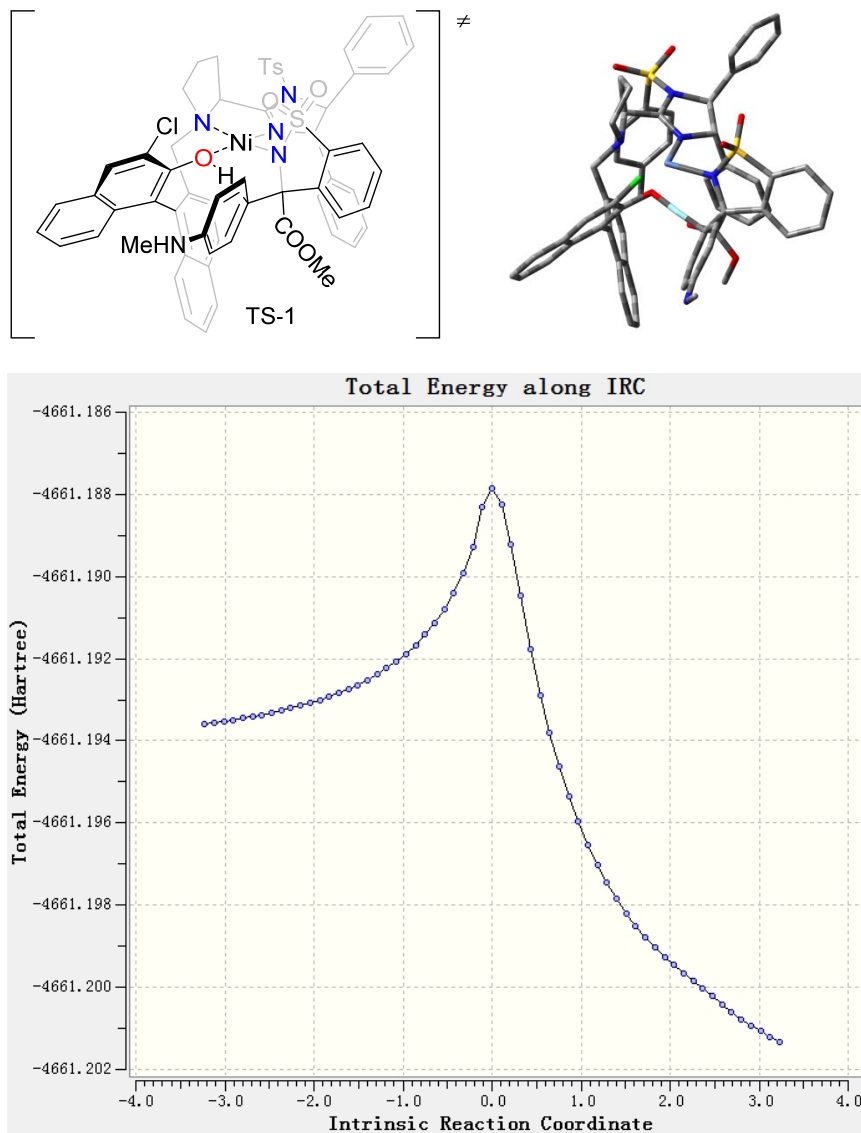 ≠
Ts
N
O
O
S
Cl
N
N
Ni
N
O
H
MeHN
COOMe
TS-1
Total Energy along IRC
-4661.186
-4661.188
-4661.190
-4661.192
-4661.194
-4661.196
-4661.198
-4661.200
-4661.202
Total Energy (Hartree)
-4.0 -3.0 -2.0 -1.0 0.0 1.0 2.0 3.0 4.0
Intrinsic Reaction Coordinate